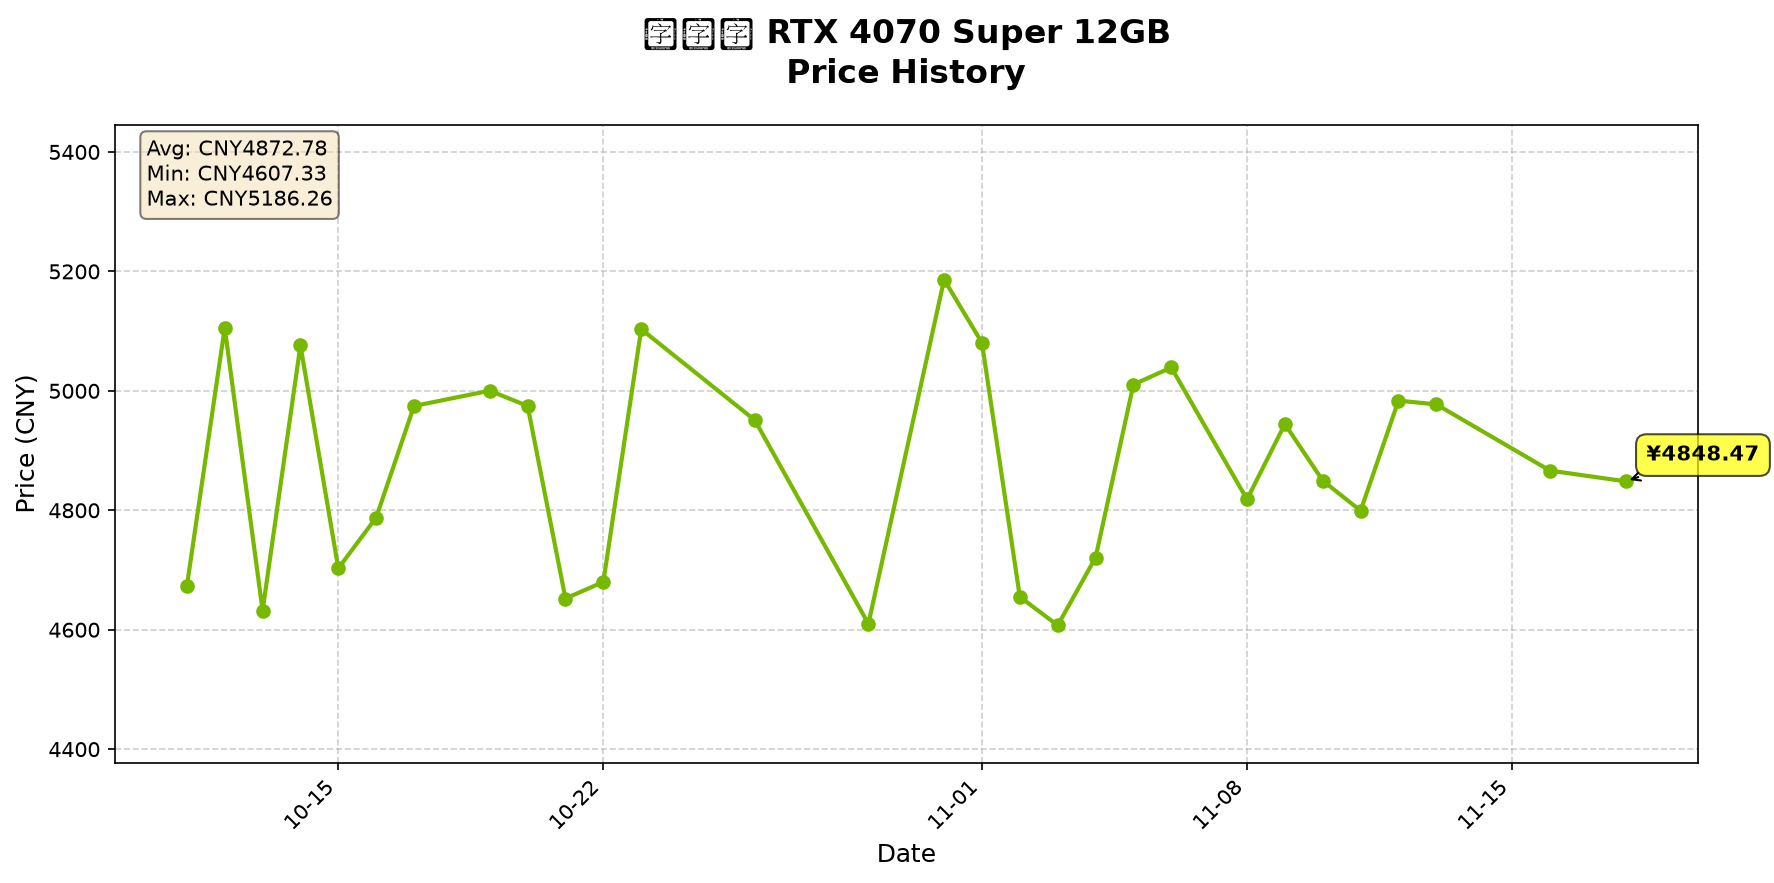 RTX 4070 Super 12GB
Price History
Avg: CNY4872.78
Min: CNY4607.33
Max: CNY5186.26
Price (CNY)
5400
5200
5000
4800
4600
4400
¥4848.47
10-15
10-22
11-01
11-08
11-15
Date